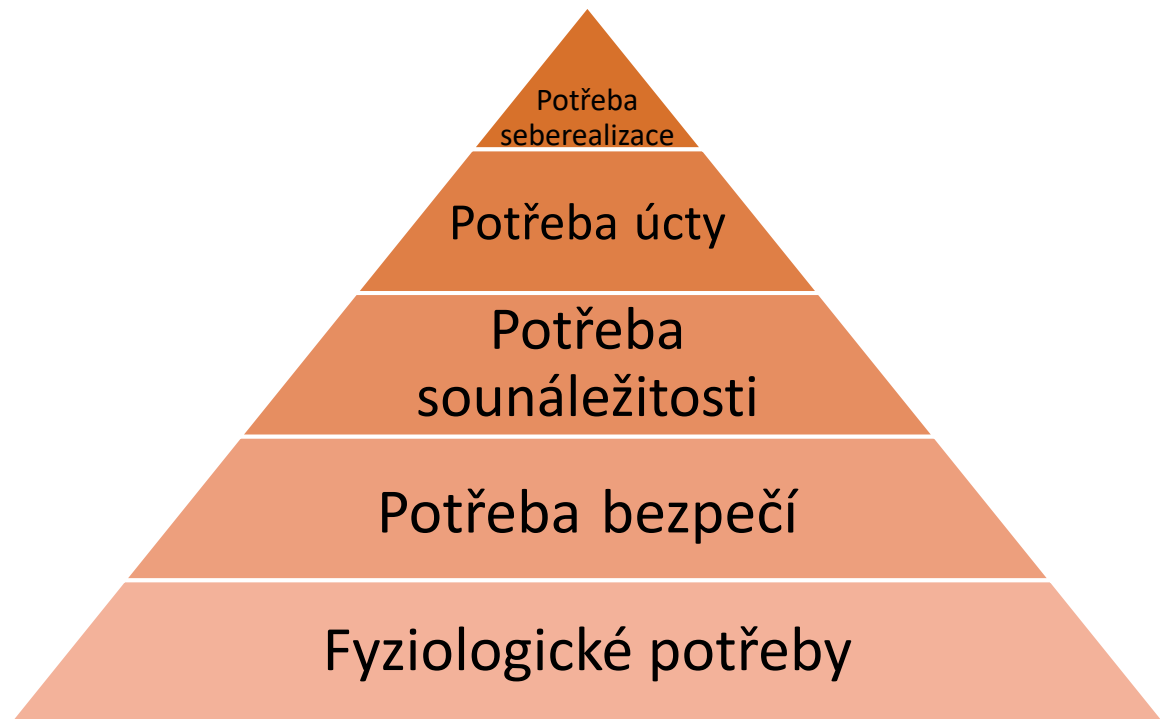 Potřeba
seberealizace
Potřeba úcty
Potřeba
sounáležitosti
Potřeba bezpečí
Fyziologické potřeby